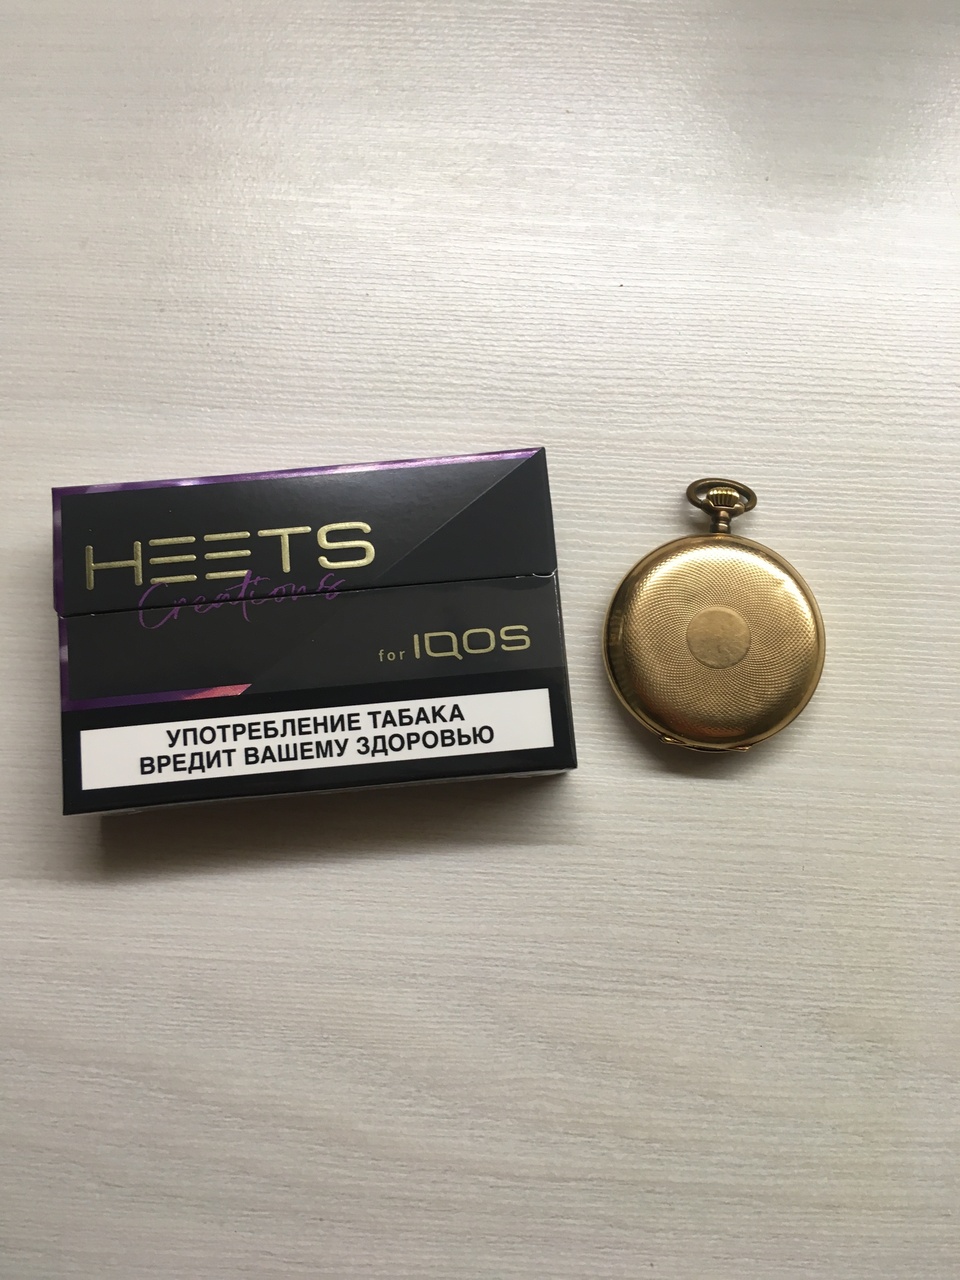 HEETS
Creations
for IQOS
УПОТРЕБЛЕНИЕ ТАБАКА
ВРЕДИТ ВАШЕМУ ЗДОРОВЬЮ